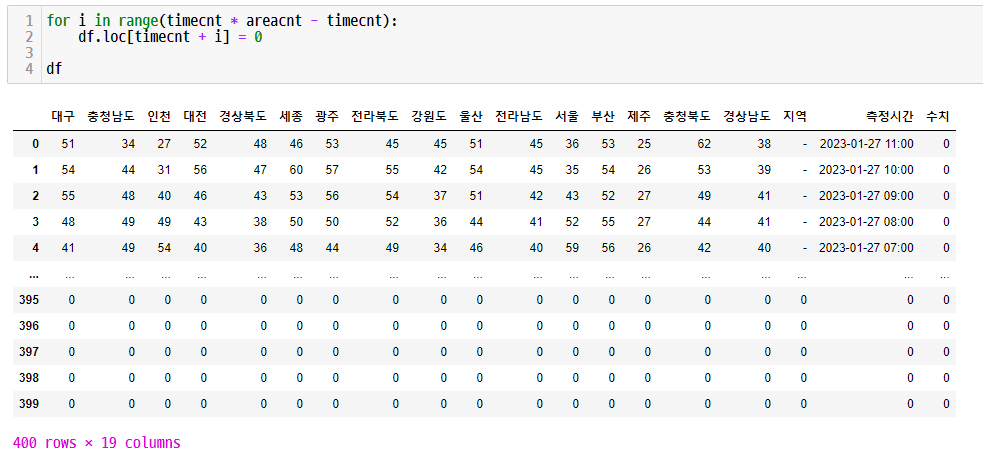 1 for i in range(timecnt * areacnt - timecnt):
2     df.loc[timecnt + i] = 0
3
4 df
대구 충청남도 인천 대전 경상북도 세종 광주 전라북도 강원도 울산 전라남도 서울 부산 제주 충청북도 경상남도 지역 측정시간 수치
0 51 34 27 52 48 46 53 45 45 51 45 36 53 25 62 38 - 2023-01-27 11:00 0
1 54 44 31 56 47 60 57 55 42 54 45 35 54 26 53 39 - 2023-01-27 10:00 0
2 55 48 40 46 43 53 56 54 37 51 42 43 52 27 49 41 - 2023-01-27 09:00 0
3 48 49 49 43 38 50 50 52 36 44 41 52 55 27 44 41 - 2023-01-27 08:00 0
4 41 49 54 40 36 48 44 49 34 46 40 59 56 26 42 40 - 2023-01-27 07:00 0
... ... ... ... ... ... ... ... ... ... ... ... ... ... ... ... ... ... ... ...
395 0 0 0 0 0 0 0 0 0 0 0 0 0 0 0 0 0 0 0
396 0 0 0 0 0 0 0 0 0 0 0 0 0 0 0 0 0 0 0
397 0 0 0 0 0 0 0 0 0 0 0 0 0 0 0 0 0 0 0
398 0 0 0 0 0 0 0 0 0 0 0 0 0 0 0 0 0 0 0
399 0 0 0 0 0 0 0 0 0 0 0 0 0 0 0 0 0 0 0
400 rows × 19 columns